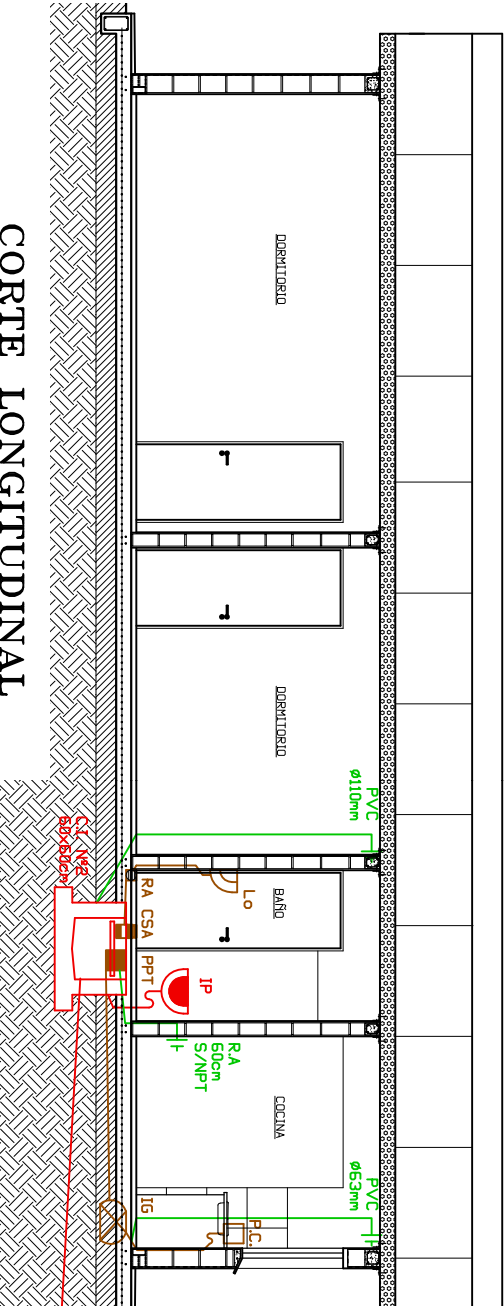 DORMITORIO
DORMITORIO
PVC
ø110mm
BAÑO
Lo
RA CSA PPT
IP
C.I. Nº2
60x60cm
R.A
60cm
S/NPT
COCINA
PVC
ø63mm
IG
P.C.
CORTE LONGITUDINAL